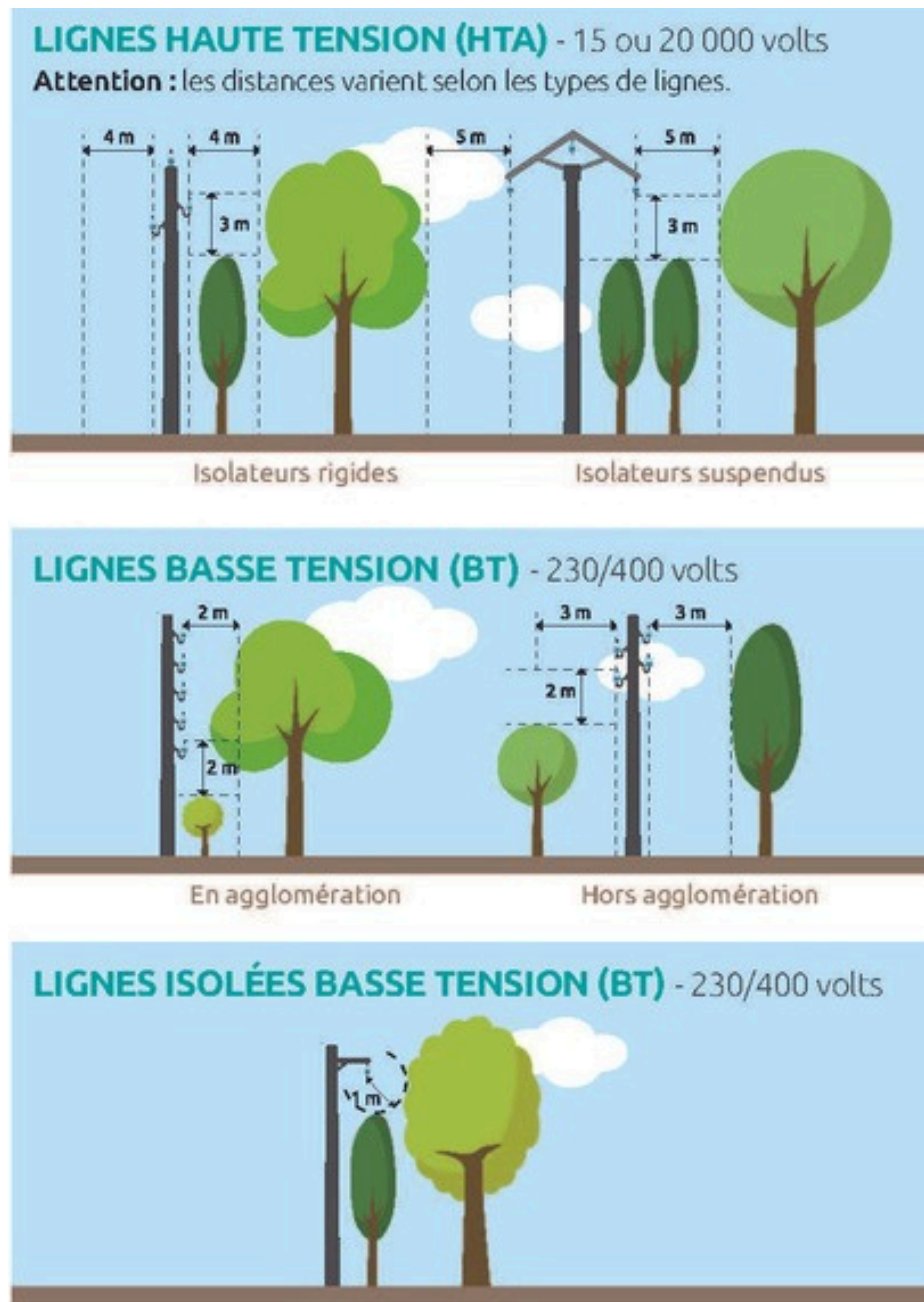 LIGNES HAUTE TENSION (HTA) - 15 ou 20 000 volts
Attention : les distances varient selon les types de lignes.
4 m 4 m 5 m 5 m
3 m 3 m
Isolateurs rigides Isolateurs suspendus
LIGNES BASSE TENSION (BT) - 230/400 volts
2 m 3 m 3 m
2 m
2 m
En agglomération Hors agglomération
LIGNES ISOLÉES BASSE TENSION (BT) - 230/400 volts
1 m